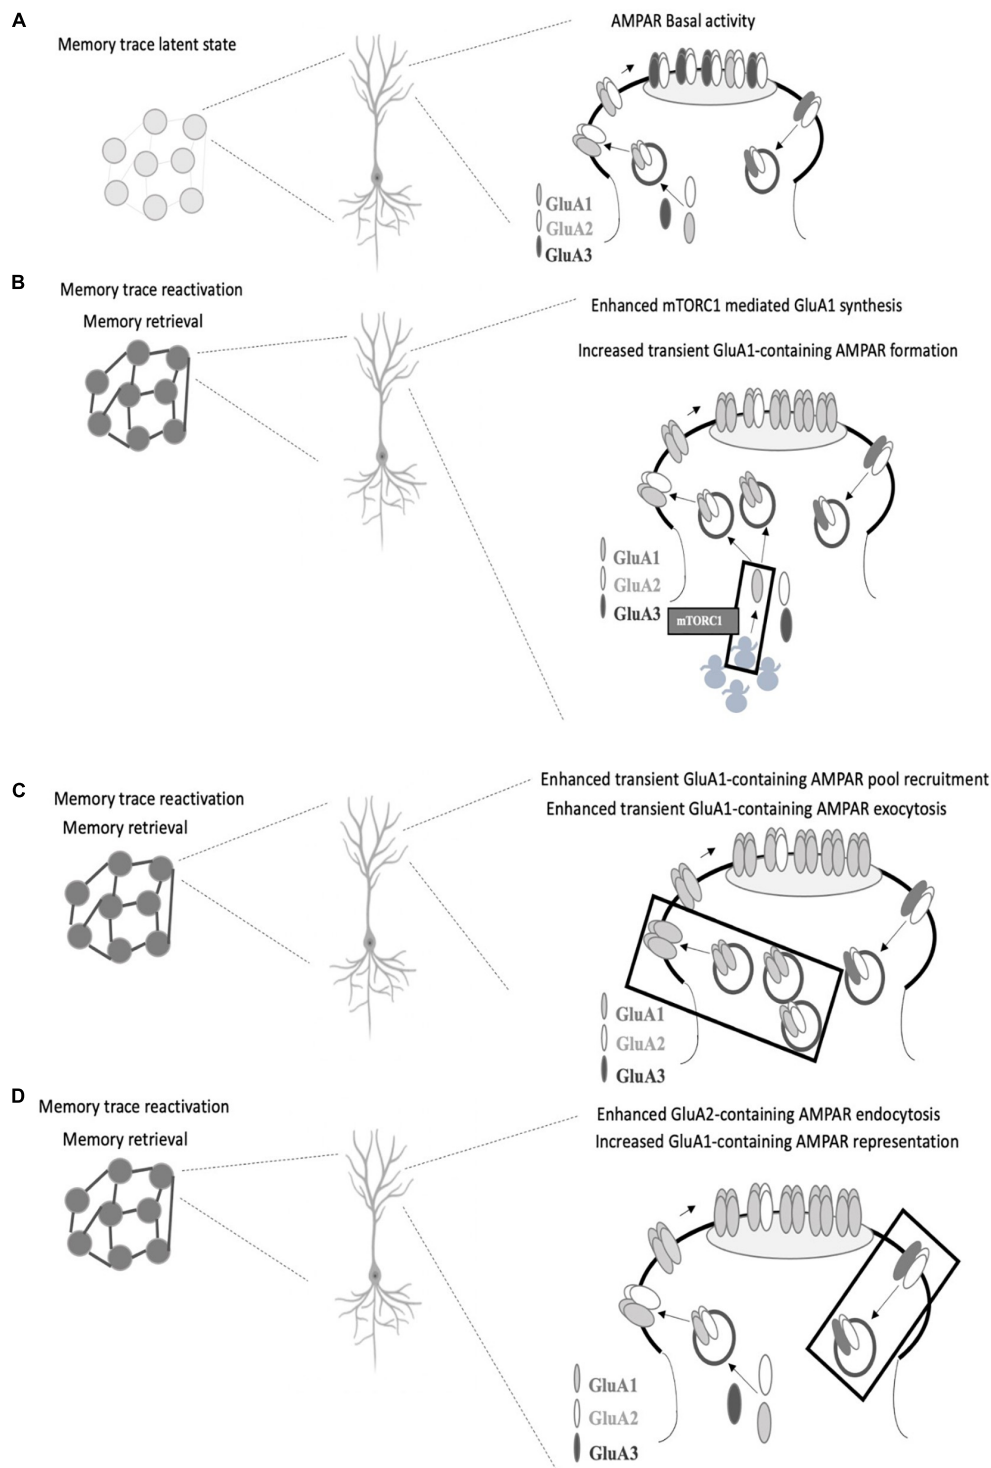 A
Memory trace latent state
AMPAR Basal activity
GluA1
GluA2
GluA3
B
Memory trace reactivation
Memory retrieval
Enhanced mTORC1 mediated GluA1 synthesis
Increased transient GluA1-containing AMPAR formation
GluA1
GluA2
GluA3
mTORC1
C
Memory trace reactivation
Memory retrieval
Enhanced transient GluA1-containing AMPAR pool recruitment
Enhanced transient GluA1-containing AMPAR exocytosis
GluA1
GluA2
GluA3
D
Memory trace reactivation
Memory retrieval
Enhanced GluA2-containing AMPAR endocytosis
Increased GluA1-containing AMPAR representation
GluA1
GluA2
GluA3